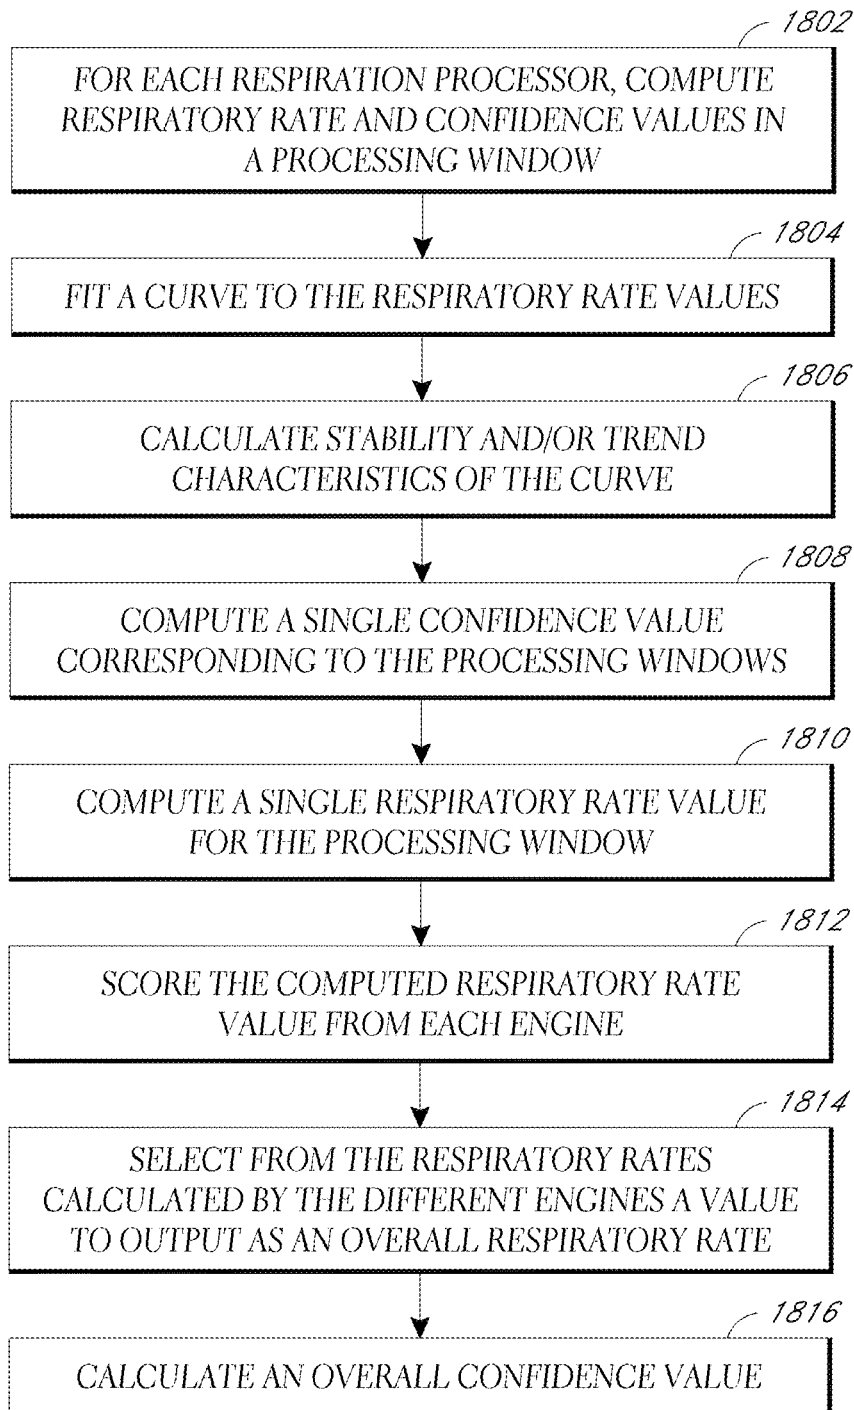 1802
FOR EACH RESPIRATION PROCESSOR, COMPUTE
RESPIRATORY RATE AND CONFIDENCE VALUES IN
A PROCESSING WINDOW
1804
FIT A CURVE TO THE RESPIRATORY RATE VALUES
1806
CALCULATE STABILITY AND/OR TREND
CHARACTERISTICS OF THE CURVE
1808
COMPUTE A SINGLE CONFIDENCE VALUE
CORRESPONDING TO THE PROCESSING WINDOWS
1810
COMPUTE A SINGLE RESPIRATORY RATE VALUE
FOR THE PROCESSING WINDOW
1812
SCORE THE COMPUTED RESPIRATORY RATE
VALUE FROM EACH ENGINE
1814
SELECT FROM THE RESPIRATORY RATES
CALCULATED BY THE DIFFERENT ENGINES A VALUE
TO OUTPUT AS AN OVERALL RESPIRATORY RATE
1816
CALCULATE AN OVERALL CONFIDENCE VALUE